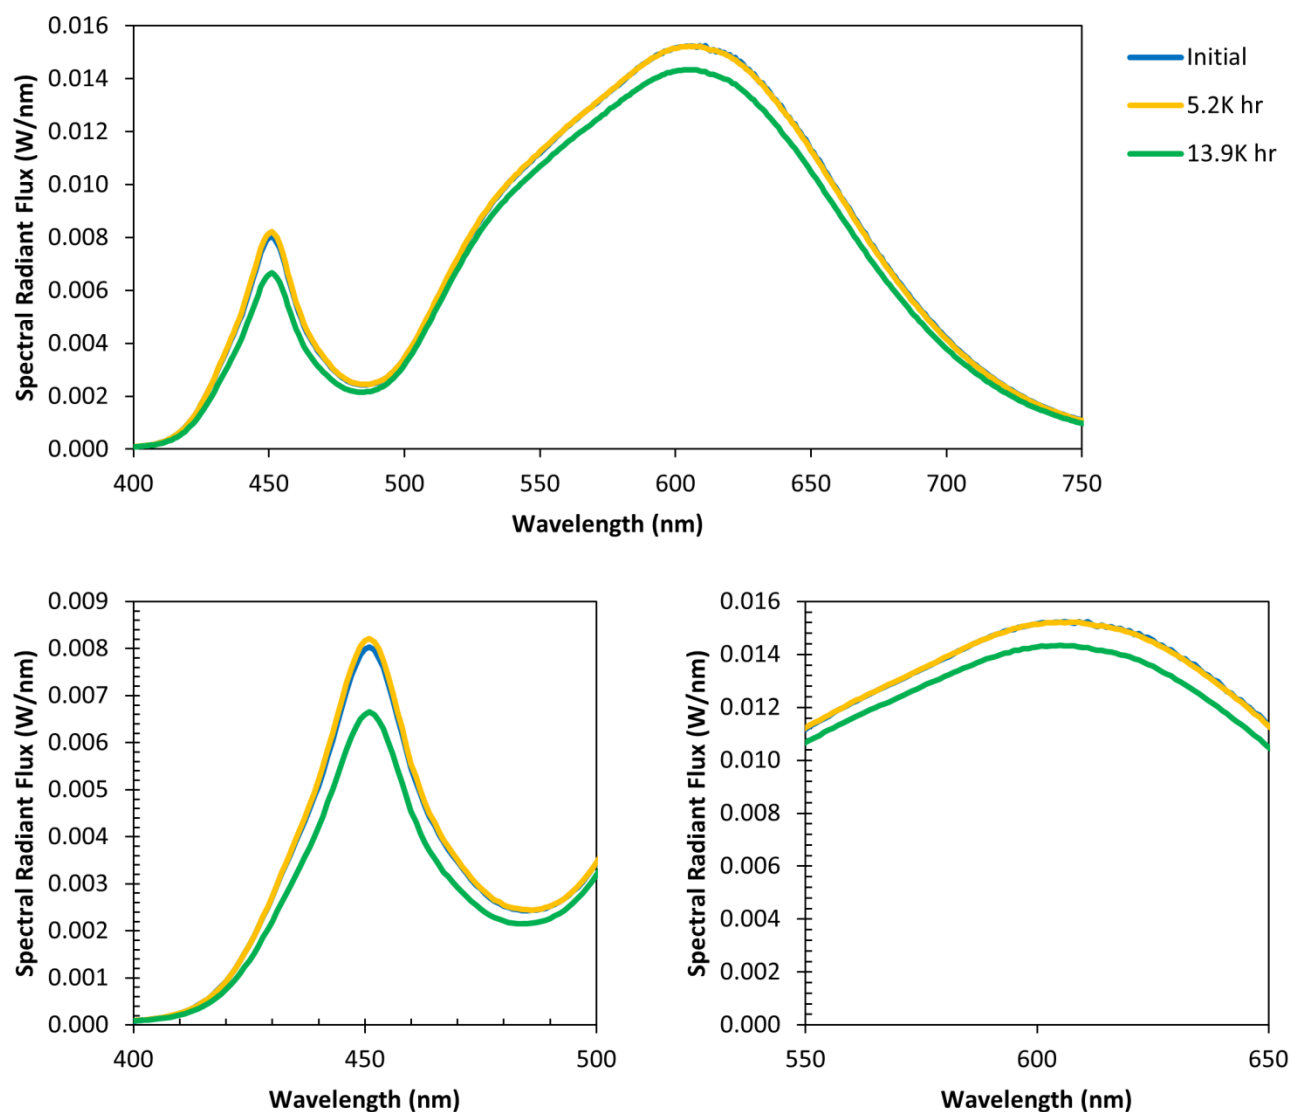 Spectral Radiant Flux (W/nm)
0.016
0.014
0.012
0.010
0.008
0.006
0.004
0.002
0.000
400 450 500 550 600 650 700 750
Wavelength (nm)
Initial
5.2K hr
13.9K hr
Spectral Radiant Flux (W/nm)
0.009
0.008
0.007
0.006
0.005
0.004
0.003
0.002
0.001
0.000
400 450 500
Wavelength (nm)
Spectral Radiant Flux (W/nm)
0.016
0.014
0.012
0.010
0.008
0.006
0.004
0.002
0.000
550 600 650
Wavelength (nm)